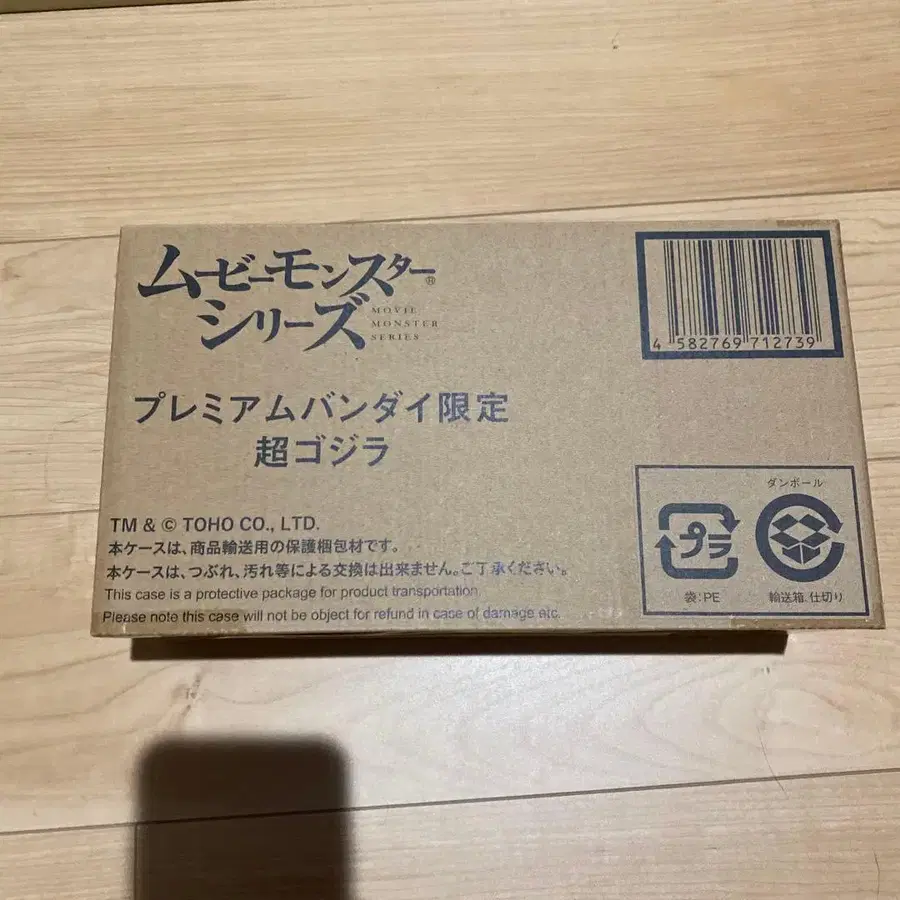 ムービーモンスター®
シリーズ
MOVIE
MONSTER
SERIES
4 582769 712739
プレミアムバンダイ限定
超ゴジラ
TM & © TOHO CO., LTD.
本ケースは、商品輸送用の保護梱包材です。
本ケースは、つぶれ、汚れ等による交換は出来ません。ご了承ください。
This case is a protective package for product transportation.
Please note this case will not be object for refund in case of damage etc.
ダンボール
プラ
袋:PE
輸送箱.仕切り